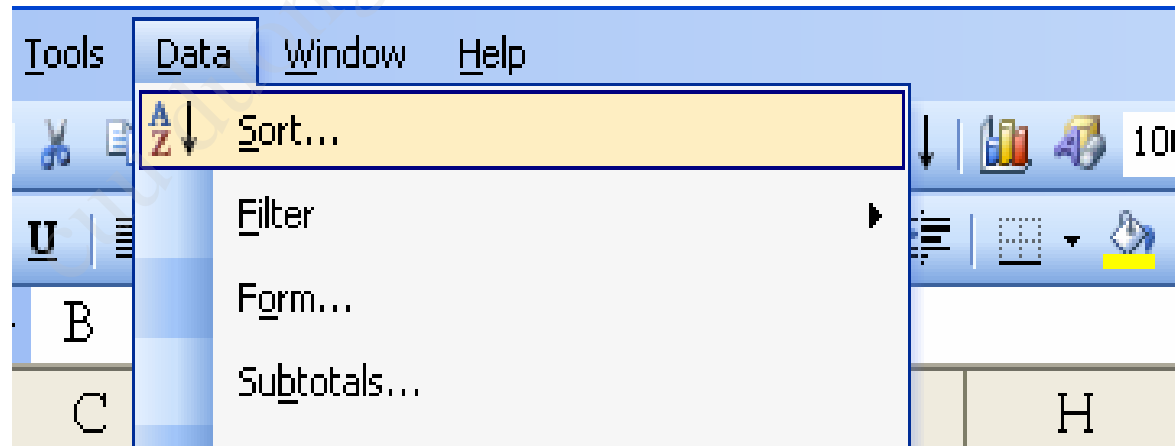 Tools Data Window Help
A Z Sort...
Filter
U
Form...
B
Subtotals...
C H